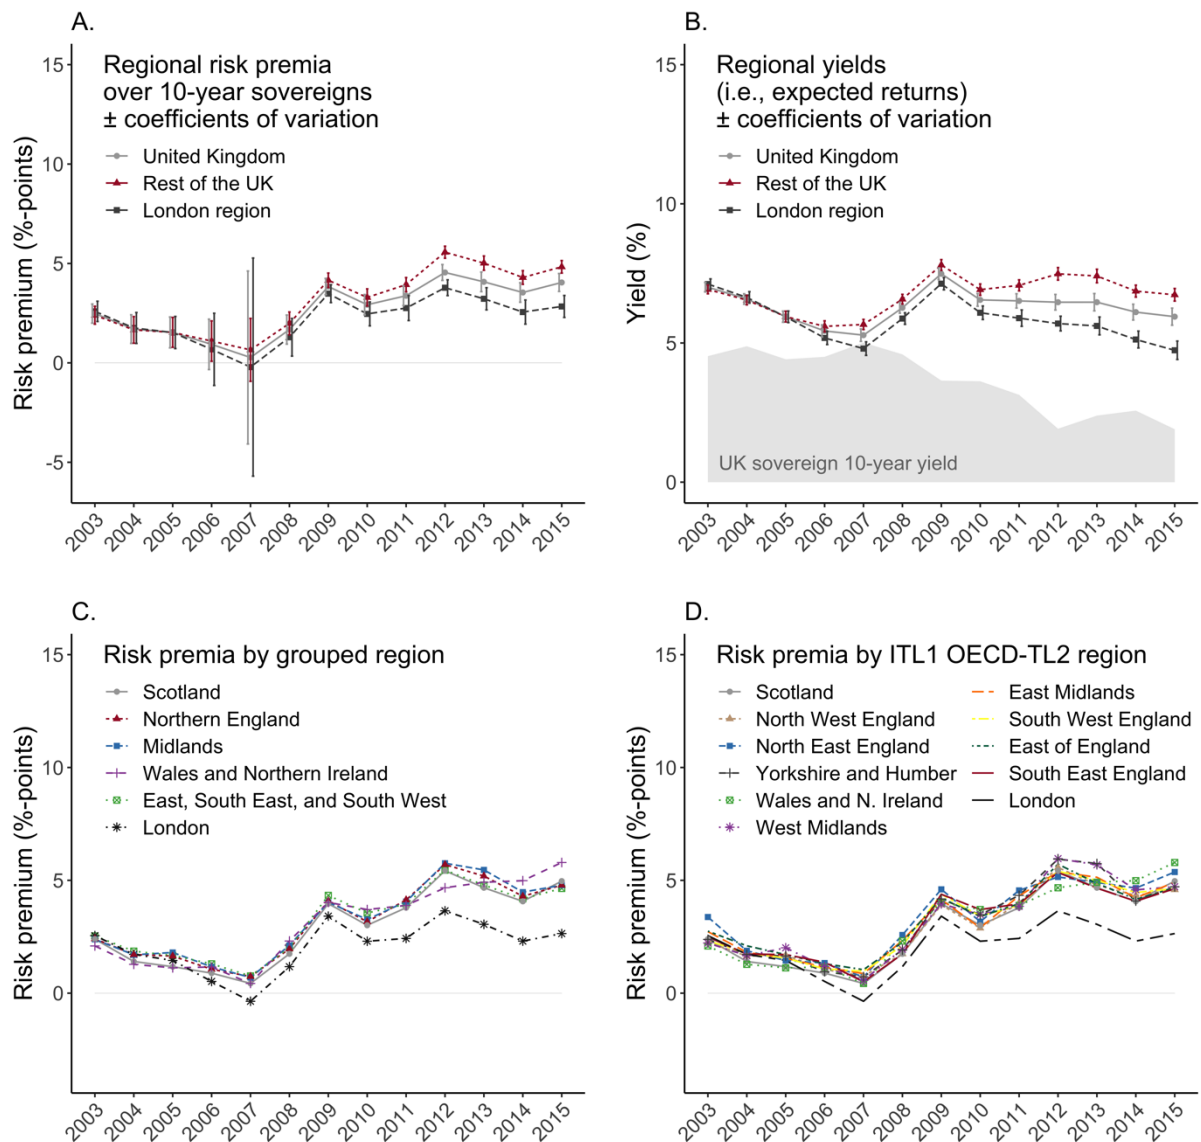 A.
Regional risk premia
over 10-year sovereigns
± coefficients of variation
United Kingdom
Rest of the UK
London region
Risk premium (%-points)
15
10
5
0
-5
2003
2004
2005
2006
2007
2008
2009
2010
2011
2012
2013
2014
2015
B.
Regional yields
(i.e., expected returns)
± coefficients of variation
United Kingdom
Rest of the UK
London region
Yield (%)
15
10
5
0
UK sovereign 10-year yield
2003
2004
2005
2006
2007
2008
2009
2010
2011
2012
2013
2014
2015
C.
Risk premia by grouped region
Scotland
Northern England
Midlands
Wales and Northern Ireland
East, South East, and South West
London
Risk premium (%-points)
15
10
5
0
2003
2004
2005
2006
2007
2008
2009
2010
2011
2012
2013
2014
2015
D.
Risk premia by ITL1 OECD-TL2 region
Scotland
North West England
North East England
Yorkshire and Humber
Wales and N. Ireland
West Midlands
East Midlands
South West England
East of England
South East England
London
Risk premium (%-points)
15
10
5
0
2003
2004
2005
2006
2007
2008
2009
2010
2011
2012
2013
2014
2015